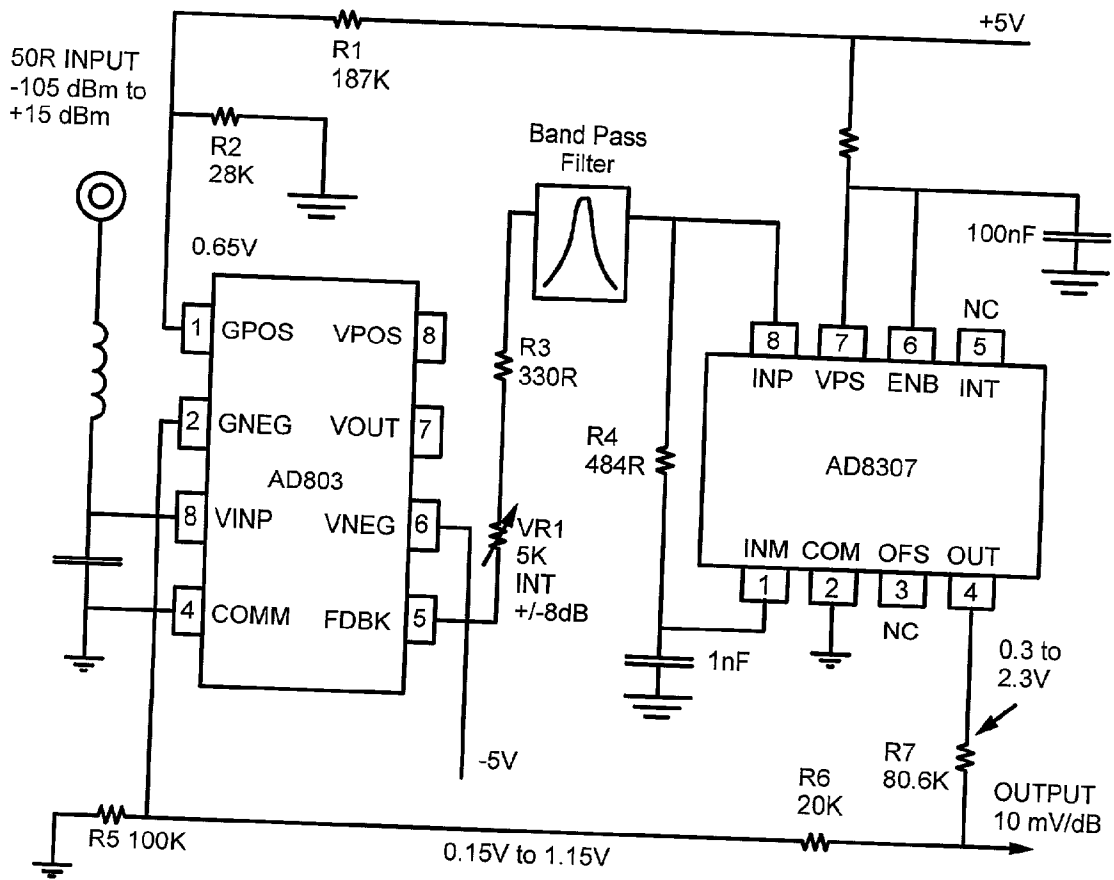 +5V
50R INPUT
-105 dBm to
+15 dBm
R1
187K
R2
28K
Band Pass
Filter
0.65V
100nF
NC
1
GPOS
VPOS
8
2
GNEG
VOUT
7
AD803
8
VINP
VNEG
6
4
COMM
FDBK
5
R3
330R
VR1
5K
INT
+/-8dB
R4
484R
8
7
6
5
INP
VPS
ENB
INT
AD8307
INM
COM
OFS
OUT
1
2
3
4
NC
1nF
0.3 to
2.3V
-5V
R7
80.6K
R6
20K
OUTPUT
10 mV/dB
R5 100K
0.15V to 1.15V